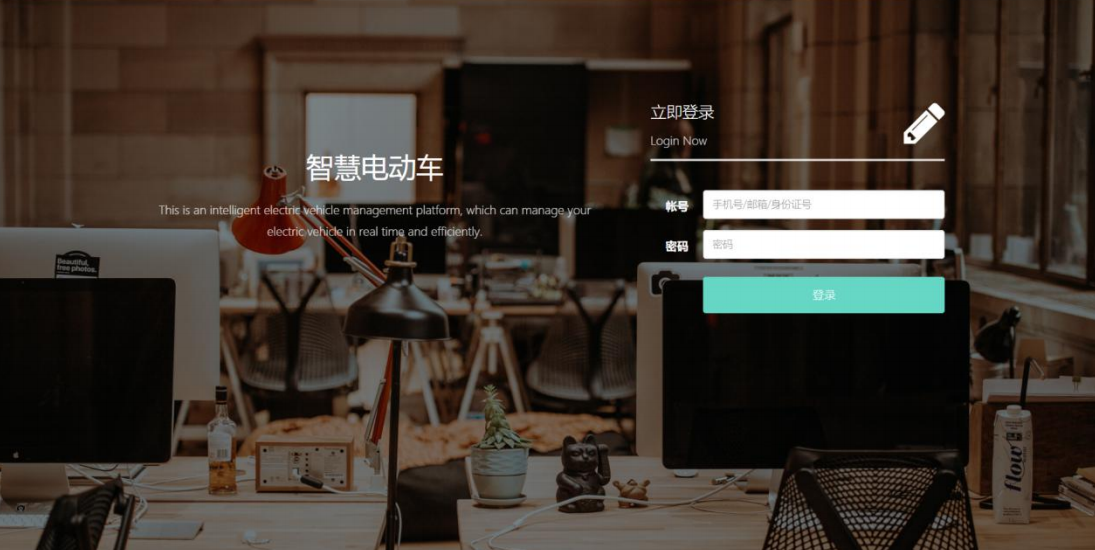 智慧电动车
This is an intelligent electric vehicle management platform, which can manage your
electric vehicle in real time and efficiently.
立即登录
Login Now
帐号
手机号/邮箱/身份证号
密码
密码
登录
Beautiful,
free photos.
flow